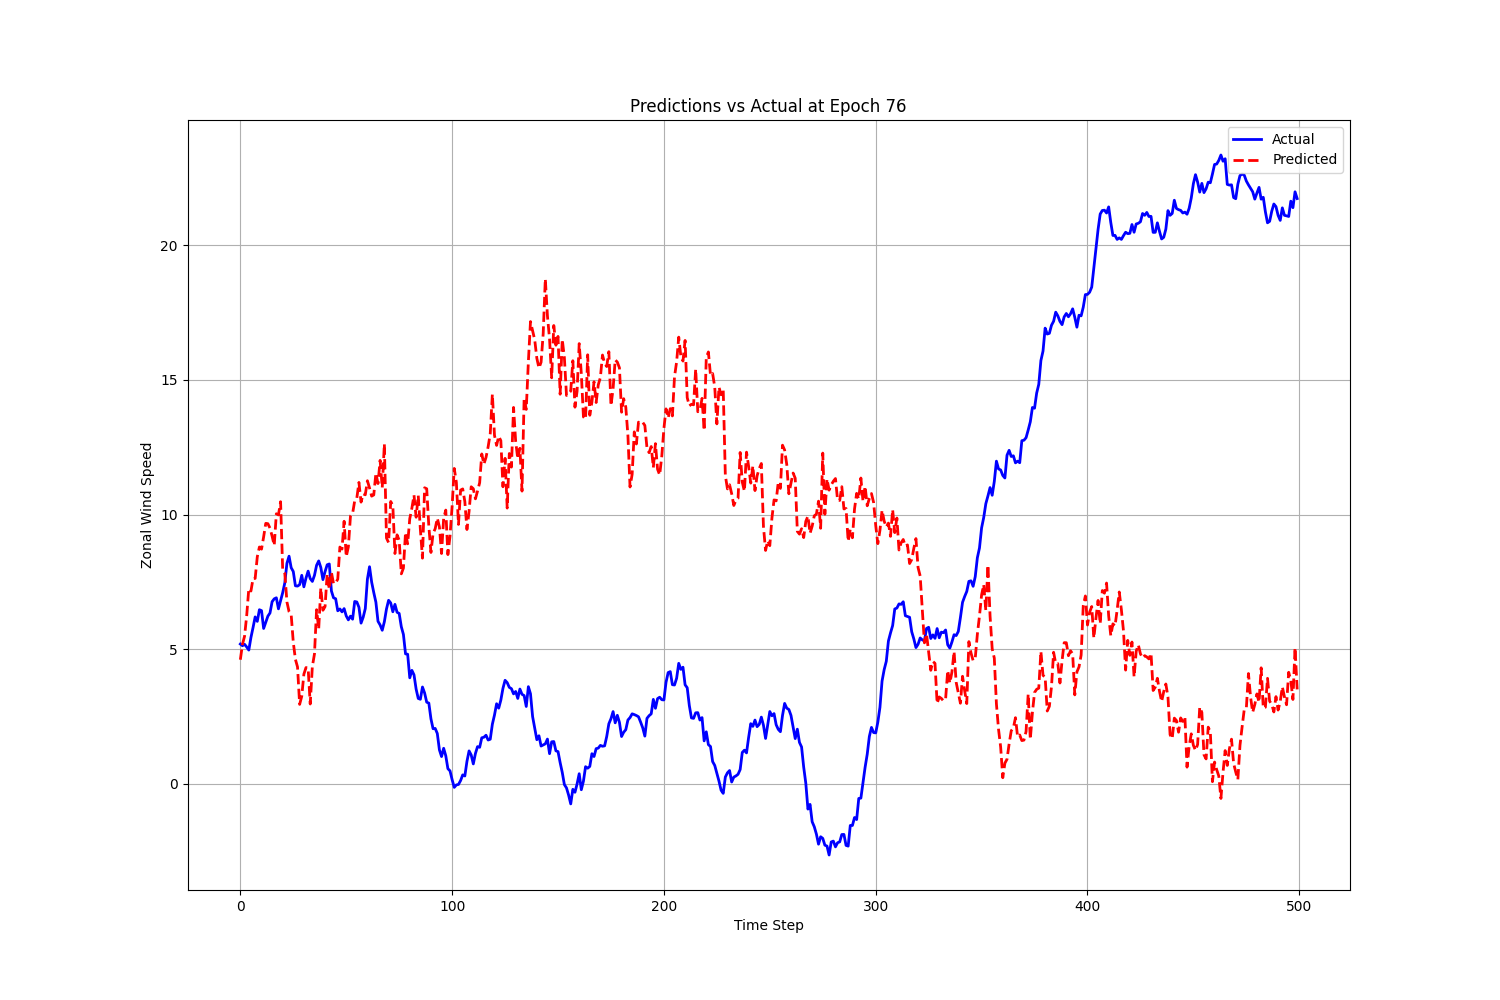 Predictions vs Actual at Epoch 76
Actual
Predicted
Zonal Wind Speed
20
15
10
5
0
0 100 200 300 400 500
Time Step